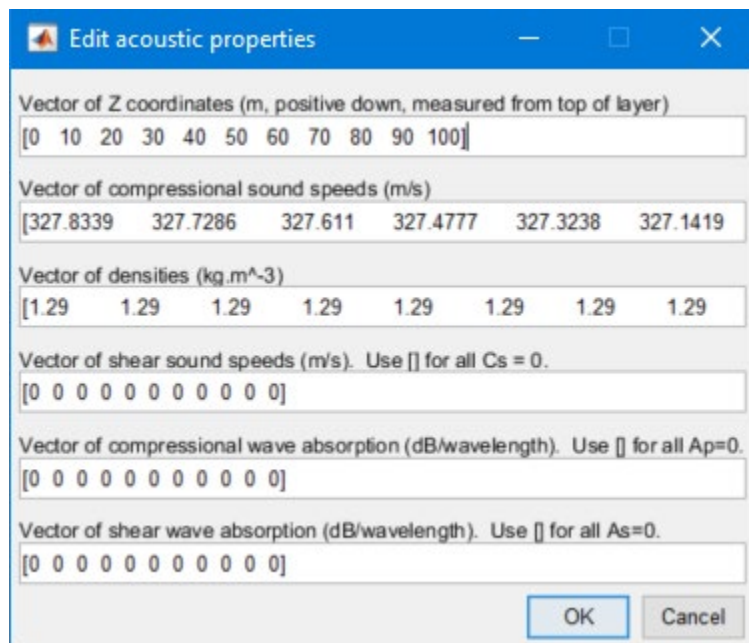 Edit acoustic properties
Vector of Z coordinates (m, positive down, measured from top of layer)
[0 10 20 30 40 50 60 70 80 90 100]
Vector of compressional sound speeds (m/s)
[327.8339 327.7286 327.611 327.4777 327.3238 327.1419
Vector of densities (kg.m^-3)
[1.29 1.29 1.29 1.29 1.29 1.29 1.29 1.29
Vector of shear sound speeds (m/s). Use [] for all Cs = 0.
[0 0 0 0 0 0 0 0 0 0 0]
Vector of compressional wave absorption (dB/wavelength). Use [] for all Ap=0.
[0 0 0 0 0 0 0 0 0 0 0]
Vector of shear wave absorption (dB/wavelength). Use [] for all As=0.
[0 0 0 0 0 0 0 0 0 0 0]
OK Cancel